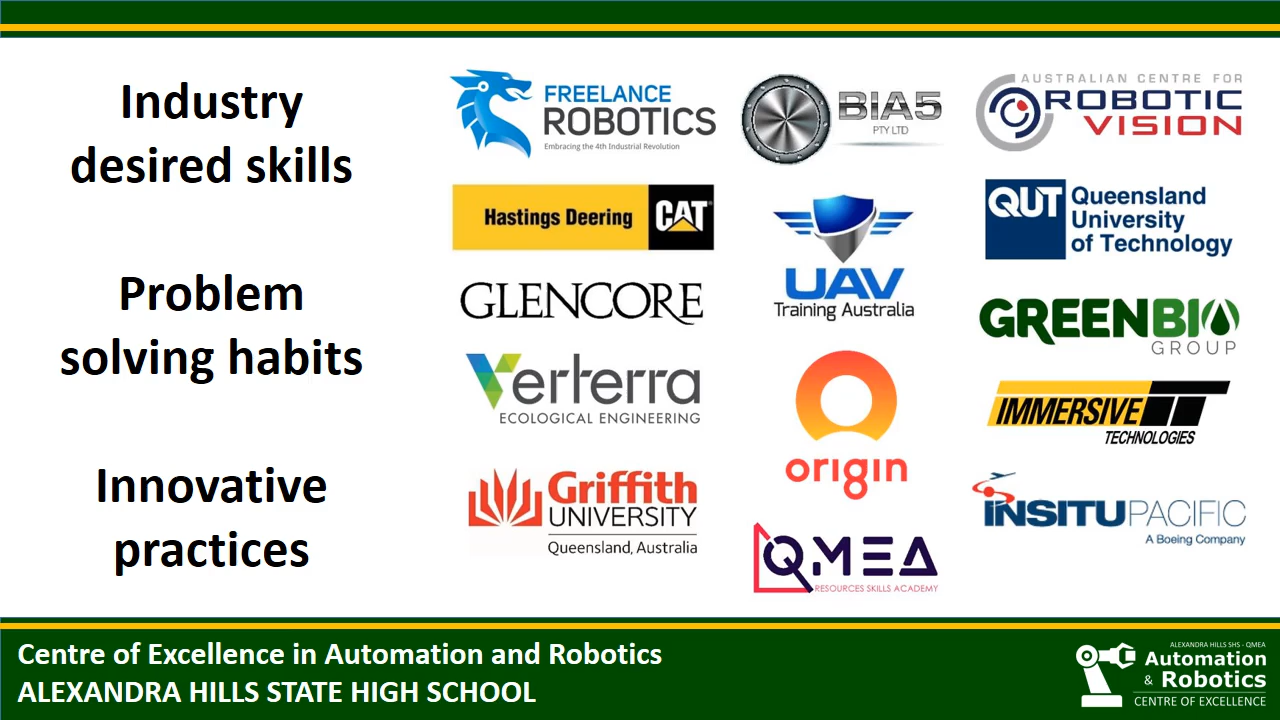 Industry
desired skills
Problem
solving habits
Innovative
practices
FREELANCE
ROBOTICS
Embracing the 4th Industrial Revolution
BIA5
PTY LTD
AUSTRALIAN CENTRE FOR
ROBOTIC
VISION
Hastings Deering CAT
UAV
Training Australia
QUT Queensland
University
of Technology
GLENCORE
GREENBIO
GROUP
Verterra
ECOLOGICAL ENGINEERING
origin
IMMERSIVE
TECHNOLOGIES
Griffith
UNIVERSITY
Queensland, Australia
QMEA
RESOURCES SKILLS ACADEMY
INSITU PACIFIC
A Boeing Company
Centre of Excellence in Automation and Robotics
ALEXANDRA HILLS STATE HIGH SCHOOL
ALEXANDRA HILLS SHS - QMEA
Automation
& Robotics
CENTRE OF EXCELLENCE